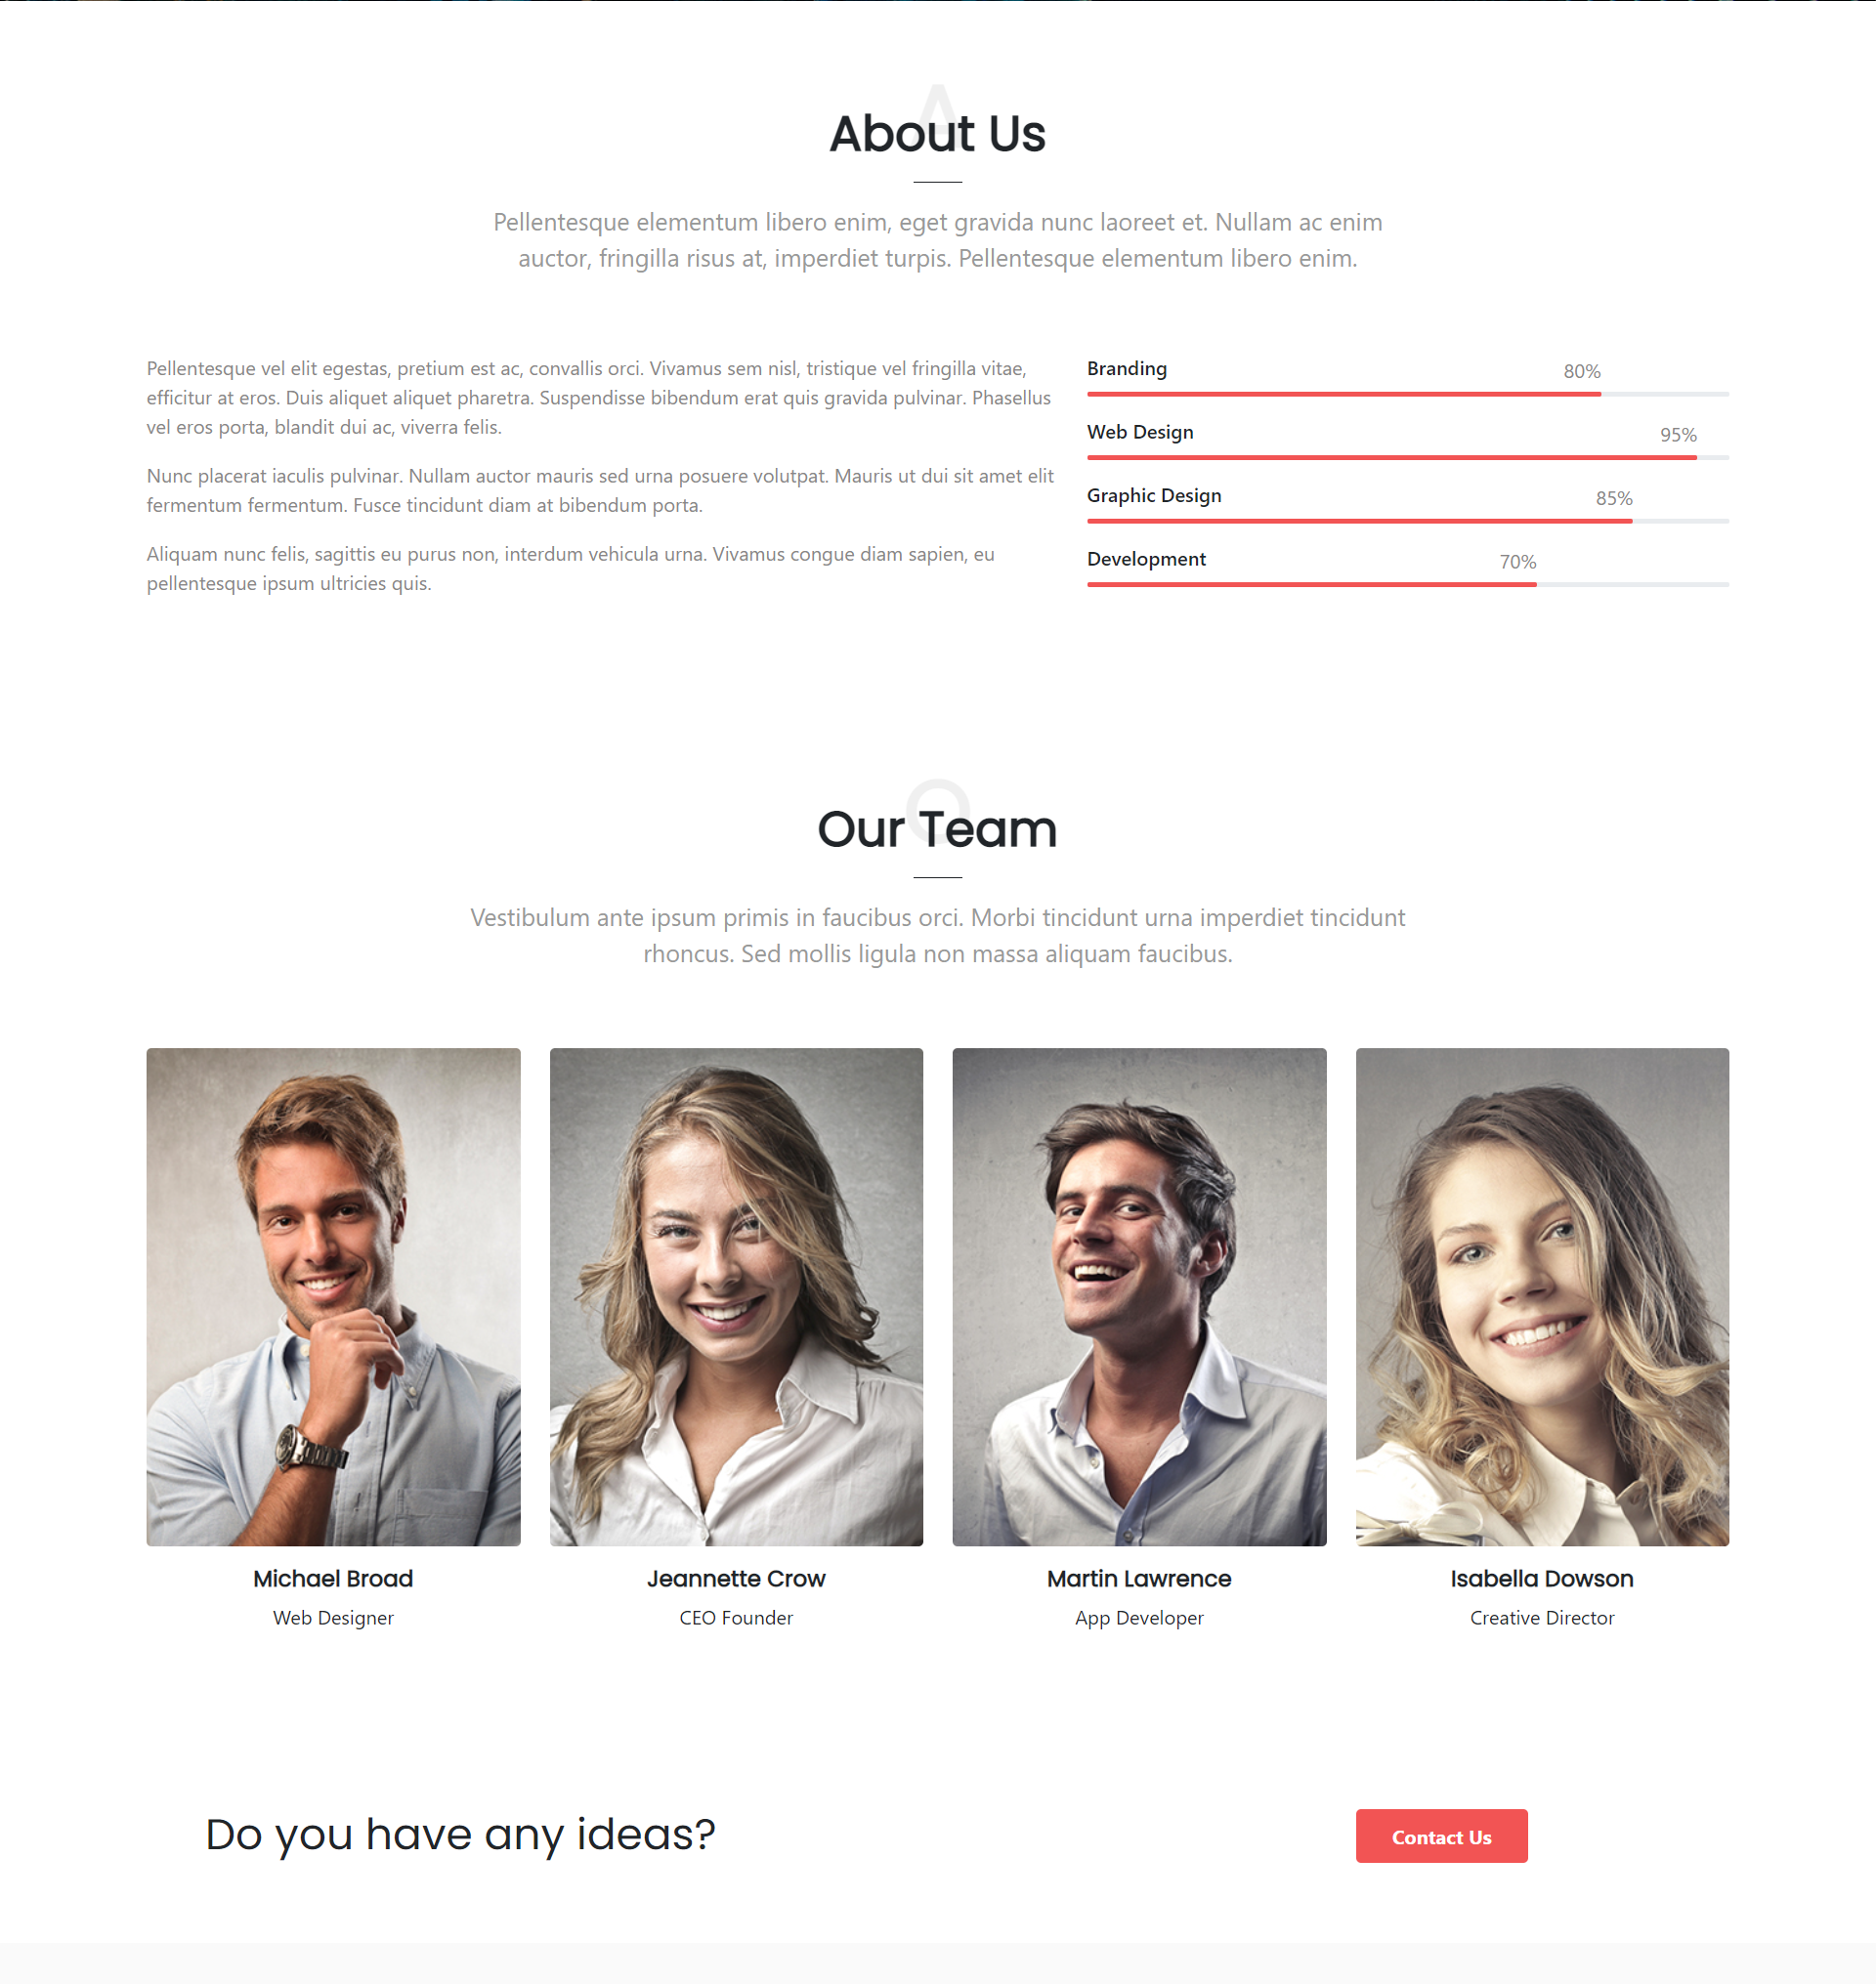 A
About Us
Pellentesque elementum libero enim, eget gravida nunc laoreet et. Nullam ac enim
auctor, fringilla risus at, imperdiet turpis. Pellentesque elementum libero enim.
Pellentesque vel elit egestas, pretium est ac, convallis orci. Vivamus sem nisl, tristique vel fringilla vitae,
efficitur at eros. Duis aliquet aliquet pharetra. Suspendisse bibendum erat quis gravida pulvinar. Phasellus
vel eros porta, blandit dui ac, viverra felis.
Nunc placerat iaculis pulvinar. Nullam auctor mauris sed urna posuere volutpat. Mauris ut dui sit amet elit
fermentum fermentum. Fusce tincidunt diam at bibendum porta.
Aliquam nunc felis, sagittis eu purus non, interdum vehicula urna. Vivamus congue diam sapien, eu
pellentesque ipsum ultricies quis.
Branding 80%
Web Design 95%
Graphic Design 85%
Development 70%
O
Our Team
Vestibulum ante ipsum primis in faucibus orci. Morbi tincidunt urna imperdiet tincidunt
rhoncus. Sed mollis ligula non massa aliquam faucibus.
Michael Broad
Web Designer
Jeannette Crow
CEO Founder
Martin Lawrence
App Developer
Isabella Dowson
Creative Director
Do you have any ideas?
Contact Us